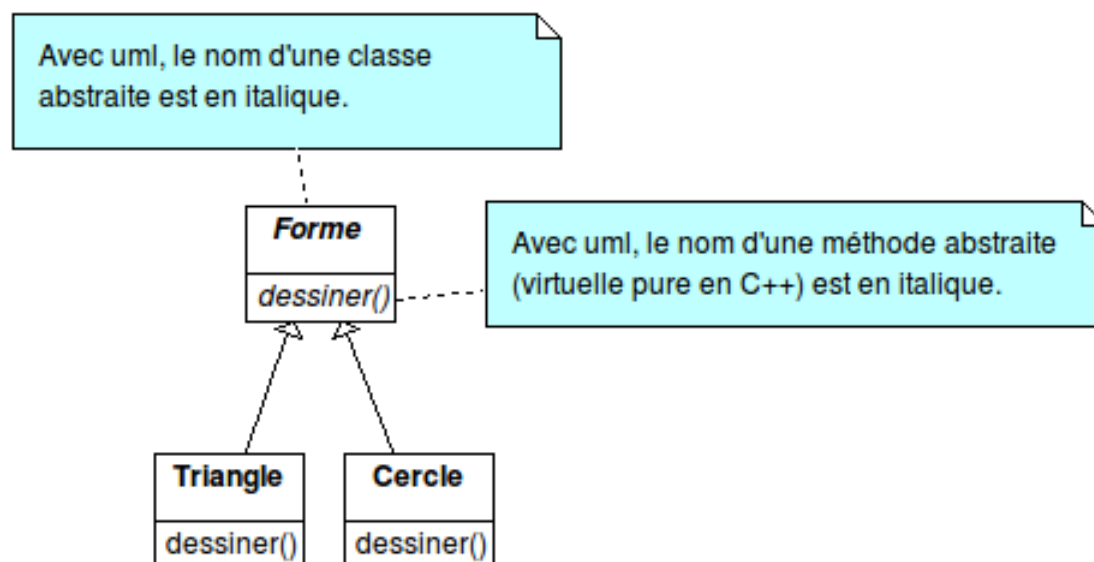 Avec uml, le nom d'une classe
abstraite est en italique.
Forme
dessiner()
Avec uml, le nom d'une méthode abstraite
(virtuelle pure en C++) est en italique.
Triangle
dessiner()
Cercle
dessiner()